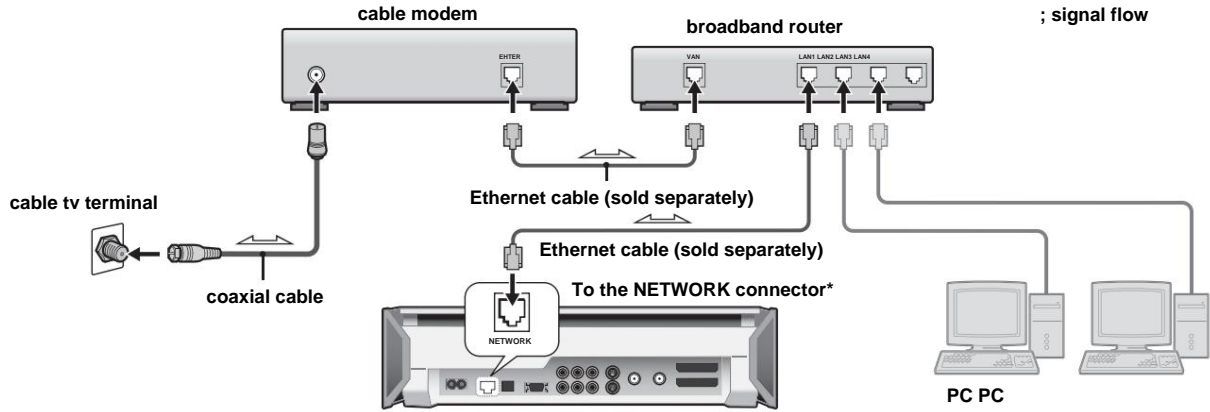 cable modem
; signal flow
broadband router
EHTER
VAN
LAN1 LAN2 LAN3 LAN4
Ethernet cable (sold separately)
cable tv terminal
Ethernet cable (sold separately)
coaxial cable
To the NETWORK connector*
NETWORK
PC PC